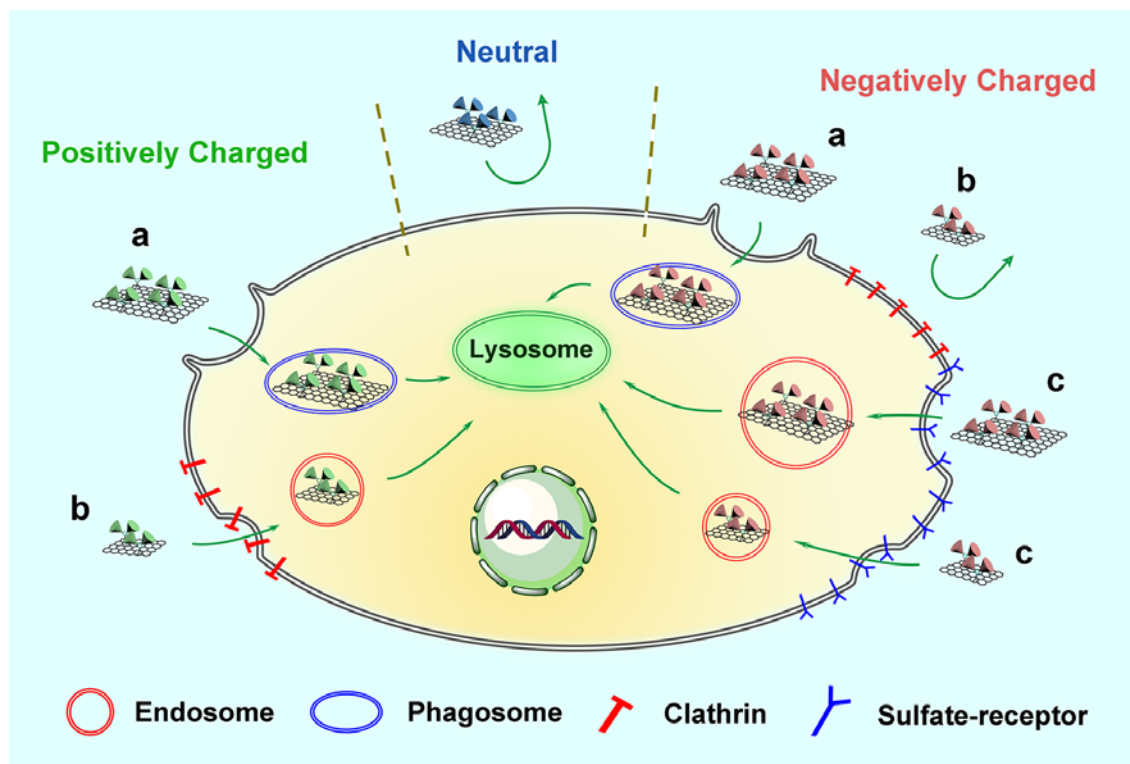 Neutral
Negatively Charged
Positively Charged
a
b
a
Lysosome
c
b
c
Endosome
Phagosome
Clathrin
Sulfate-receptor